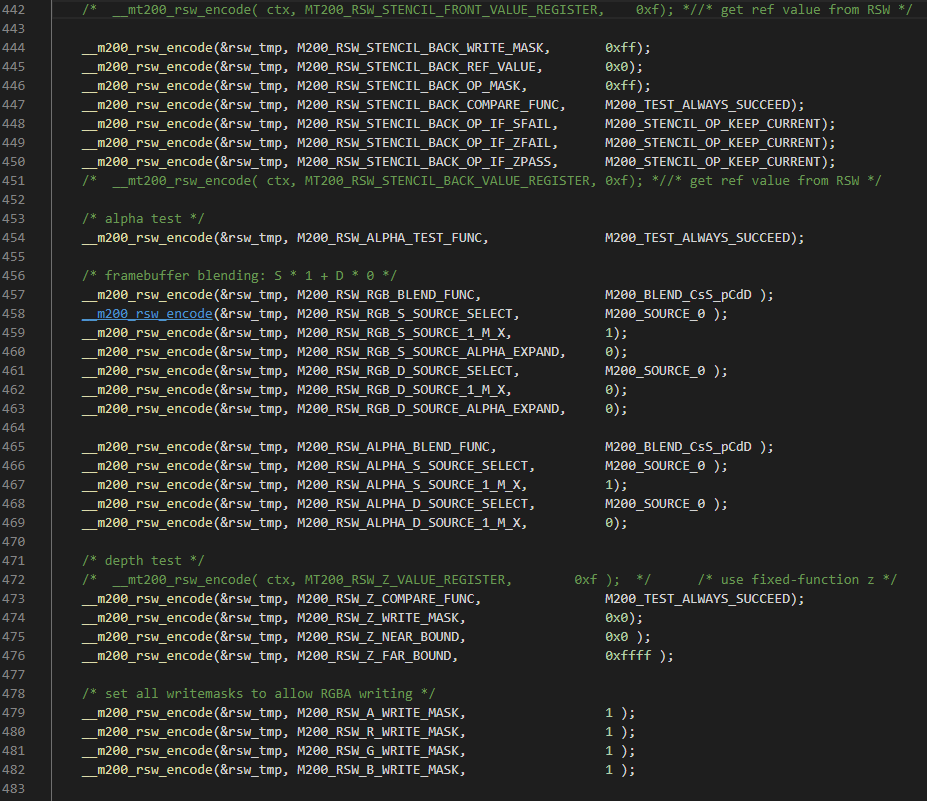 442 /*  __mt200_rsw_encode( ctx, MT200_RSW_STENCIL_FRONT_VALUE_REGISTER,    0xf); *//* get ref value from RSW */
443
444 __m200_rsw_encode(&rsw_tmp, M200_RSW_STENCIL_BACK_WRITE_MASK,       0xff);
445 __m200_rsw_encode(&rsw_tmp, M200_RSW_STENCIL_BACK_REF_VALUE,        0x0);
446 __m200_rsw_encode(&rsw_tmp, M200_RSW_STENCIL_BACK_OP_MASK,          0xff);
447 __m200_rsw_encode(&rsw_tmp, M200_RSW_STENCIL_BACK_COMPARE_FUNC,     M200_TEST_ALWAYS_SUCCEED);
448 __m200_rsw_encode(&rsw_tmp, M200_RSW_STENCIL_BACK_OP_IF_SFAIL,      M200_STENCIL_OP_KEEP_CURRENT);
449 __m200_rsw_encode(&rsw_tmp, M200_RSW_STENCIL_BACK_OP_IF_ZFAIL,      M200_STENCIL_OP_KEEP_CURRENT);
450 __m200_rsw_encode(&rsw_tmp, M200_RSW_STENCIL_BACK_OP_IF_ZPASS,      M200_STENCIL_OP_KEEP_CURRENT);
451 /*  __mt200_rsw_encode( ctx, MT200_RSW_STENCIL_BACK_VALUE_REGISTER, 0xf); *//* get ref value from RSW */
452
453 /* alpha test */
454 __m200_rsw_encode(&rsw_tmp, M200_RSW_ALPHA_TEST_FUNC,               M200_TEST_ALWAYS_SUCCEED);
455
456 /* framebuffer blending: S * 1 + D * 0 */
457 __m200_rsw_encode(&rsw_tmp, M200_RSW_RGB_BLEND_FUNC,                M200_BLEND_CsS_pCdD );
458 __m200_rsw_encode(&rsw_tmp, M200_RSW_RGB_S_SOURCE_SELECT,           M200_SOURCE_0 );
459 __m200_rsw_encode(&rsw_tmp, M200_RSW_RGB_S_SOURCE_1_M_X,            1);
460 __m200_rsw_encode(&rsw_tmp, M200_RSW_RGB_S_SOURCE_ALPHA_EXPAND,     0);
461 __m200_rsw_encode(&rsw_tmp, M200_RSW_RGB_D_SOURCE_SELECT,           M200_SOURCE_0 );
462 __m200_rsw_encode(&rsw_tmp, M200_RSW_RGB_D_SOURCE_1_M_X,            0);
463 __m200_rsw_encode(&rsw_tmp, M200_RSW_RGB_D_SOURCE_ALPHA_EXPAND,     0);
464
465 __m200_rsw_encode(&rsw_tmp, M200_RSW_ALPHA_BLEND_FUNC,              M200_BLEND_CsS_pCdD );
466 __m200_rsw_encode(&rsw_tmp, M200_RSW_ALPHA_S_SOURCE_SELECT,         M200_SOURCE_0 );
467 __m200_rsw_encode(&rsw_tmp, M200_RSW_ALPHA_S_SOURCE_1_M_X,          1);
468 __m200_rsw_encode(&rsw_tmp, M200_RSW_ALPHA_D_SOURCE_SELECT,         M200_SOURCE_0 );
469 __m200_rsw_encode(&rsw_tmp, M200_RSW_ALPHA_D_SOURCE_1_M_X,          0);
470
471 /* depth test */
472 /*  __mt200_rsw_encode( ctx, MT200_RSW_Z_VALUE_REGISTER,        0xf );  */      /* use fixed-function z */
473 __m200_rsw_encode(&rsw_tmp, M200_RSW_Z_COMPARE_FUNC,                M200_TEST_ALWAYS_SUCCEED);
474 __m200_rsw_encode(&rsw_tmp, M200_RSW_Z_WRITE_MASK,                  0x0);
475 __m200_rsw_encode(&rsw_tmp, M200_RSW_Z_NEAR_BOUND,                  0x0 );
476 __m200_rsw_encode(&rsw_tmp, M200_RSW_Z_FAR_BOUND,                   0xffff );
477
478 /* set all writemasks to allow RGBA writing */
479 __m200_rsw_encode(&rsw_tmp, M200_RSW_A_WRITE_MASK,                  1 );
480 __m200_rsw_encode(&rsw_tmp, M200_RSW_R_WRITE_MASK,                  1 );
481 __m200_rsw_encode(&rsw_tmp, M200_RSW_G_WRITE_MASK,                  1 );
482 __m200_rsw_encode(&rsw_tmp, M200_RSW_B_WRITE_MASK,                  1 );
483